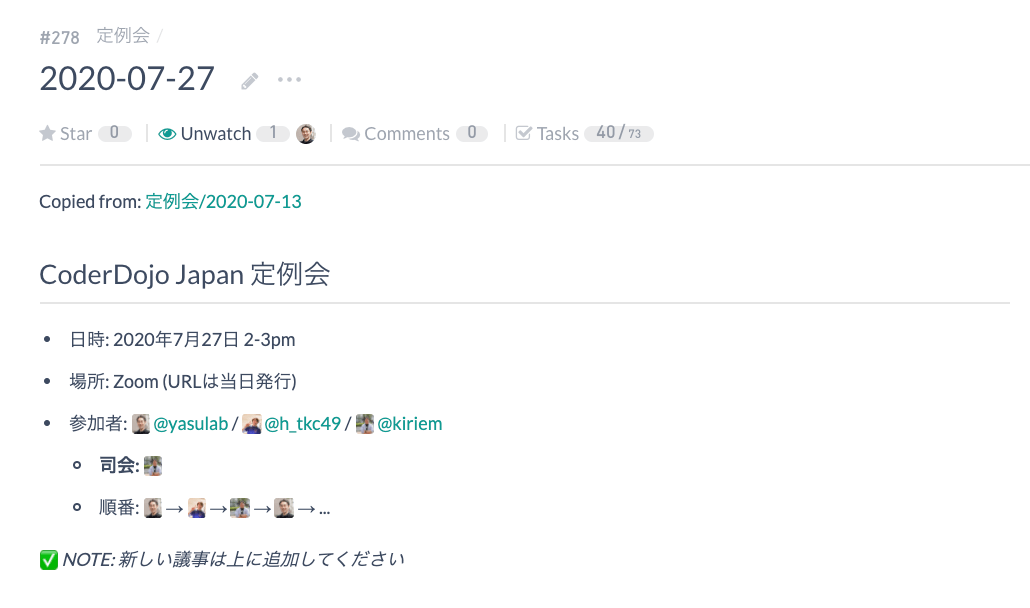 #278 定例会 /
2020-07-27
Star 0 Unwatch 1 Comments 0 Tasks 40 / 73
Copied from: 定例会/2020-07-13
CoderDojo Japan 定例会
日時: 2020年7月27日 2-3pm
場所: Zoom (URLは当日発行)
参加者: @yasulab / @h_tkc49 / @kiriem
司会:
順番: → → → → ...
NOTE: 新しい議事は上に追加してください